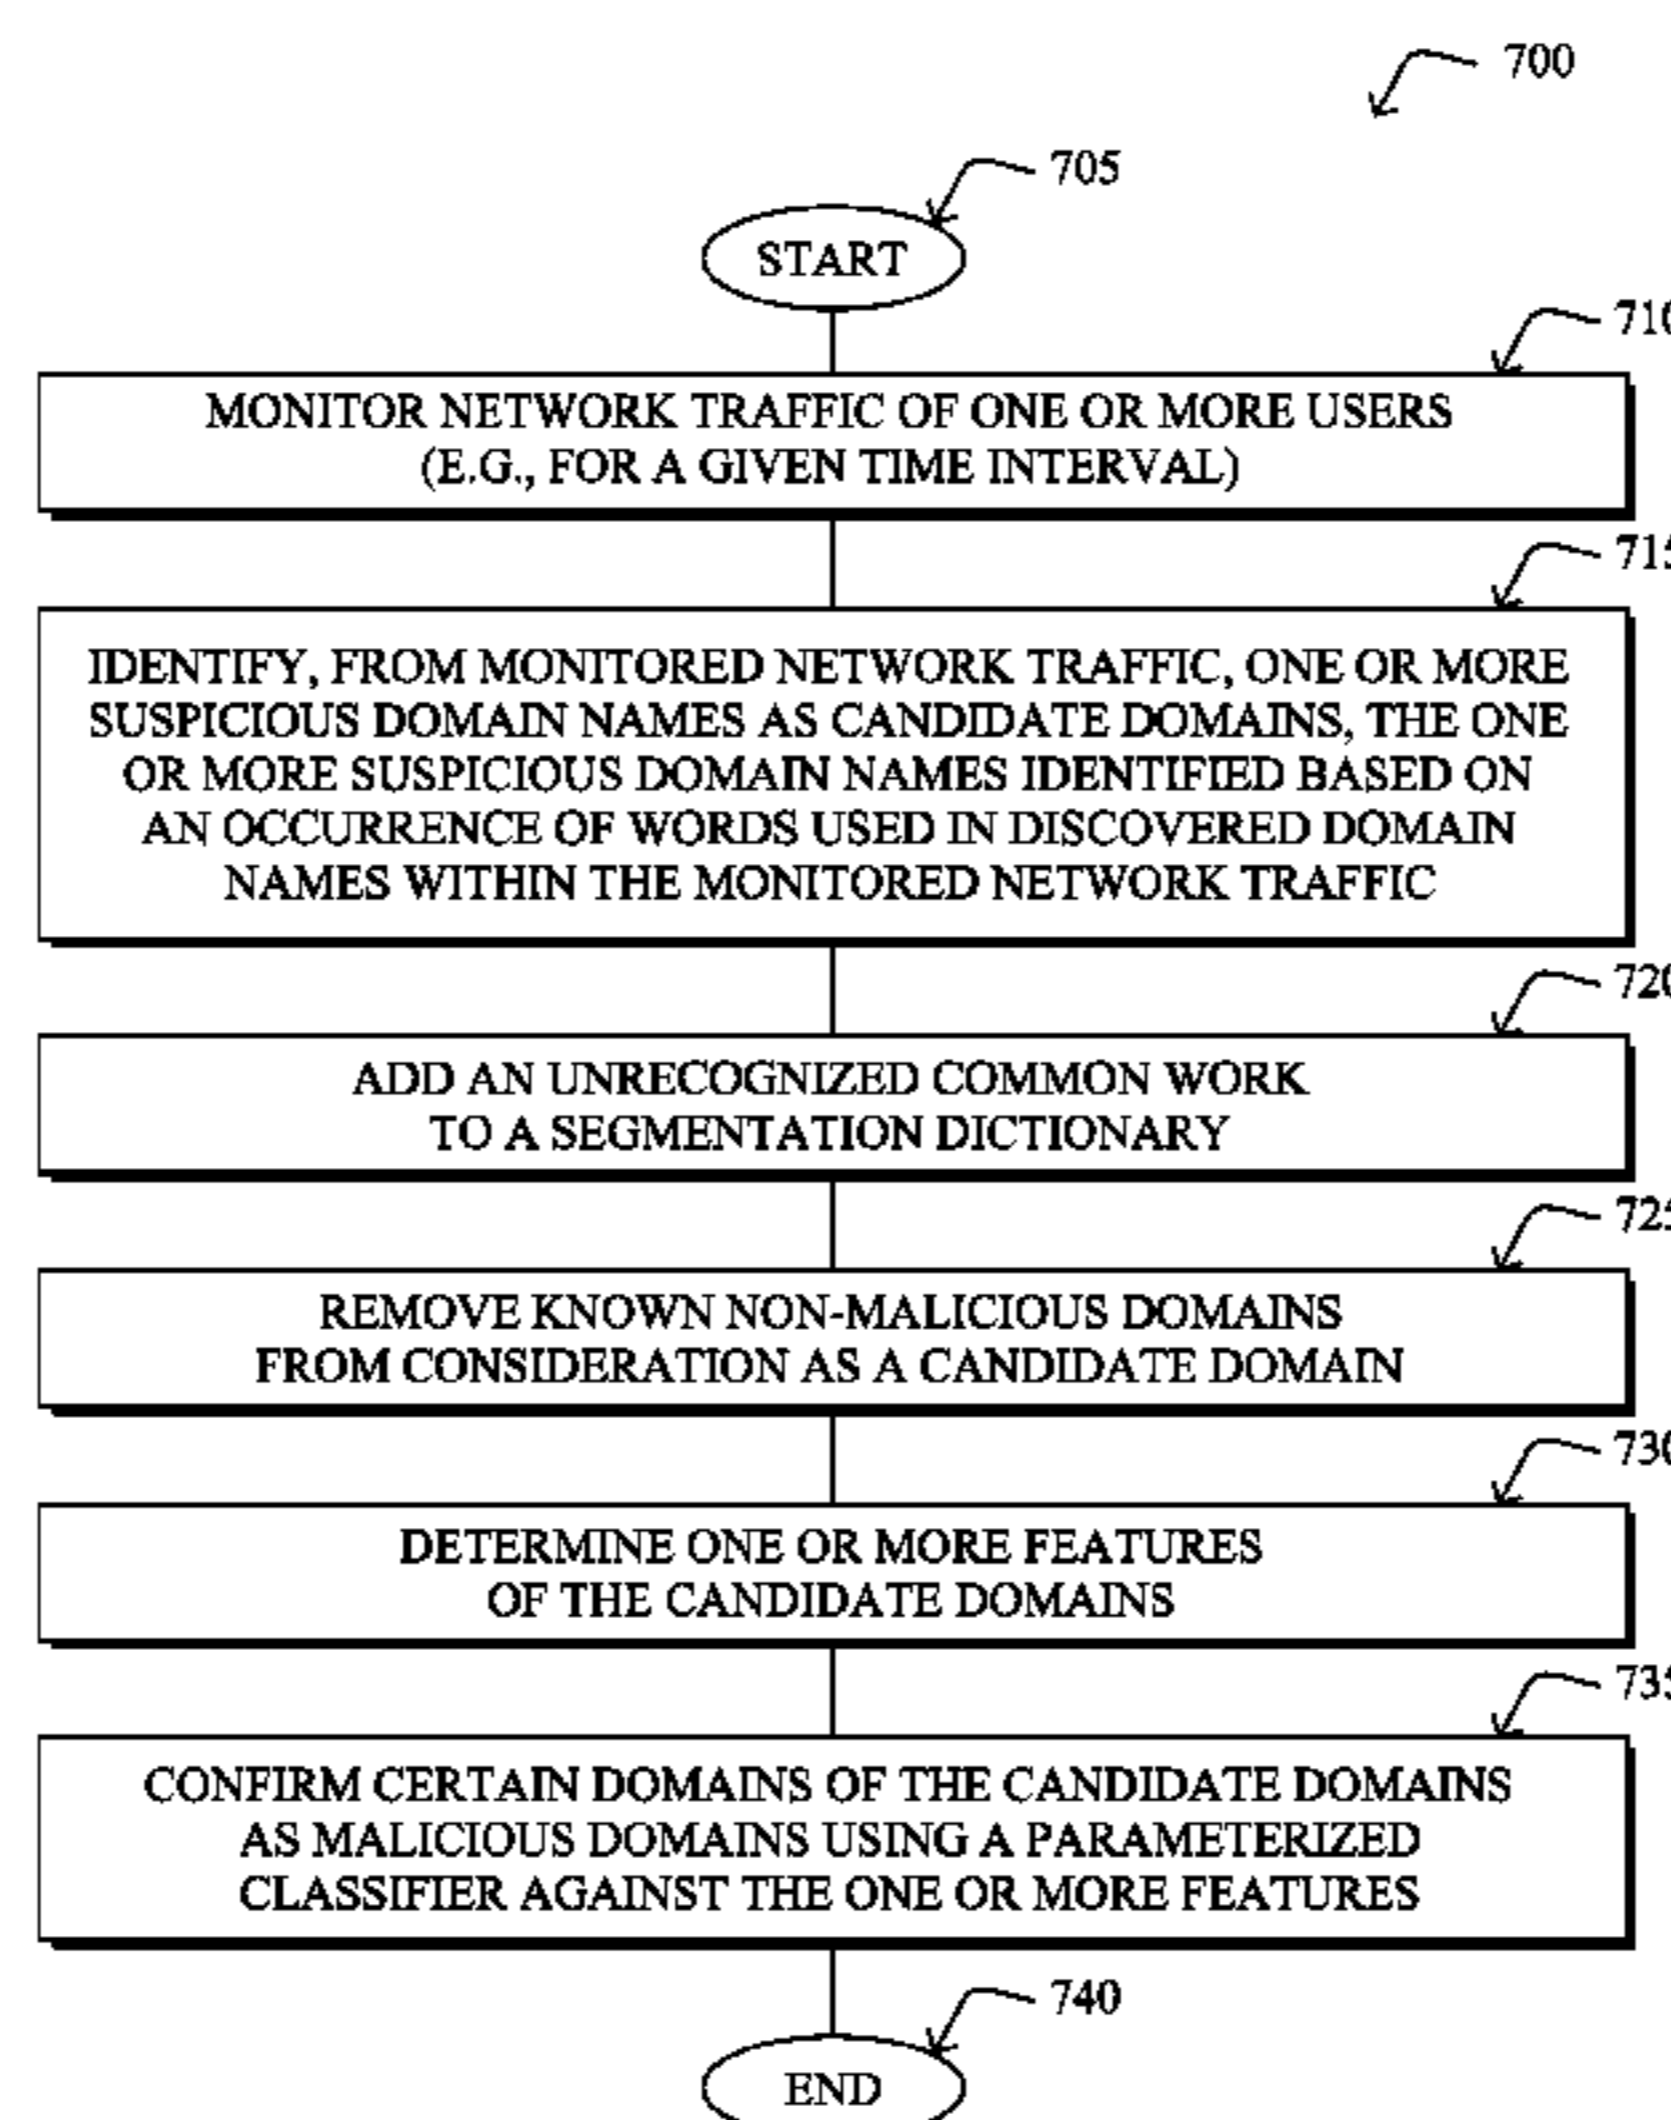 700
705
START
710
MONITOR NETWORK TRAFFIC OF ONE OR MORE USERS
(E.G., FOR A GIVEN TIME INTERVAL)
715
IDENTIFY, FROM MONITORED NETWORK TRAFFIC, ONE OR MORE
SUSPICIOUS DOMAIN NAMES AS CANDIDATE DOMAINS, THE ONE
OR MORE SUSPICIOUS DOMAIN NAMES IDENTIFIED BASED ON
AN OCCURRENCE OF WORDS USED IN DISCOVERED DOMAIN
NAMES WITHIN THE MONITORED NETWORK TRAFFIC
720
ADD AN UNRECOGNIZED COMMON WORK
TO A SEGMENTATION DICTIONARY
725
REMOVE KNOWN NON-MALICIOUS DOMAINS
FROM CONSIDERATION AS A CANDIDATE DOMAIN
730
DETERMINE ONE OR MORE FEATURES
OF THE CANDIDATE DOMAINS
735
CONFIRM CERTAIN DOMAINS OF THE CANDIDATE DOMAINS
AS MALICIOUS DOMAINS USING A PARAMETERIZED
CLASSIFIER AGAINST THE ONE OR MORE FEATURES
740
END